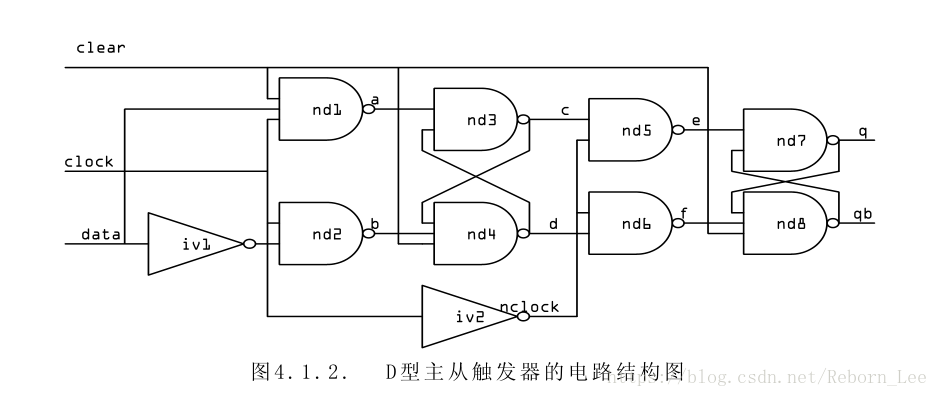 clear
nd1
a
nd3
c
nd5
e
nd7
q
clock
data
iv1
nd2
b
nd4
d
nd6
f
nd8
qb
iv2
nclock
图4.1.2. D型主从触发器的电路结构图
https://blog.csdn.net/Reborn_Lee